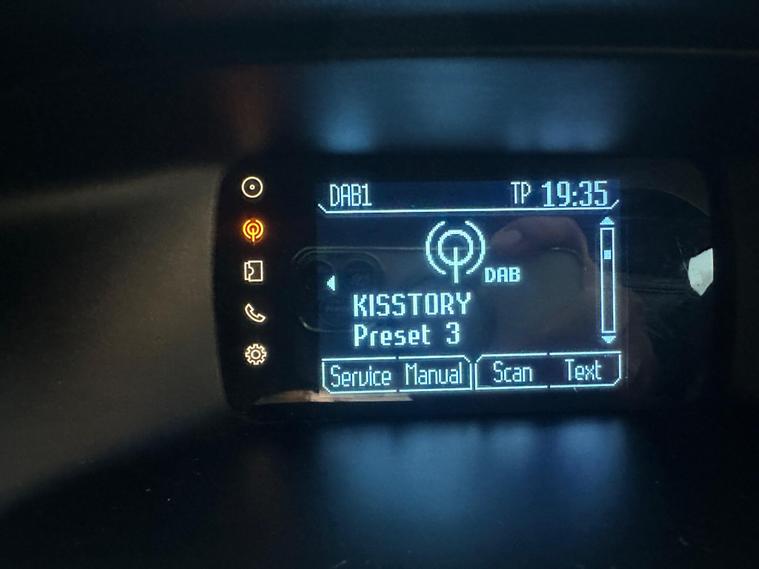 DAB1 TP 19:35
DAB
KISSTORY
Preset 3
Service Manual Scan Text